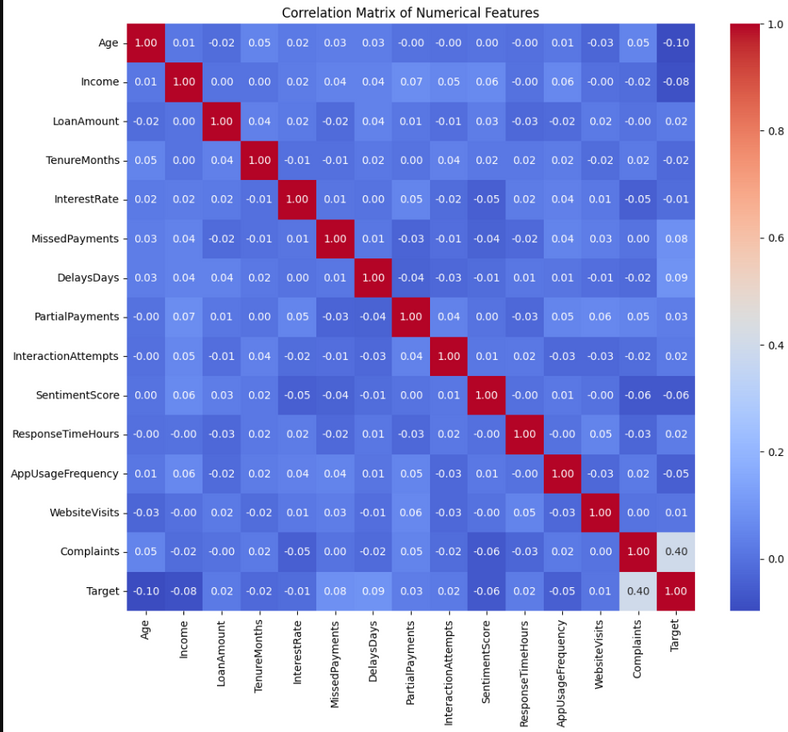 Correlation Matrix of Numerical Features
Age 1.00 0.01 -0.02 0.05 0.02 0.03 0.03 -0.00 -0.00 0.00 -0.00 0.01 -0.03 0.05 -0.10
Income 0.01 1.00 0.00 0.00 0.02 0.04 0.04 0.07 0.05 0.06 -0.00 0.06 -0.00 -0.02 -0.08
LoanAmount -0.02 0.00 1.00 0.04 0.02 -0.02 0.04 0.01 -0.01 0.03 -0.03 -0.02 0.02 -0.00 0.02
TenureMonths 0.05 0.00 0.04 1.00 -0.01 -0.01 0.02 0.00 0.04 0.02 0.02 0.02 -0.02 0.02 -0.02
InterestRate 0.02 0.02 0.02 -0.01 1.00 0.01 0.00 0.05 -0.02 -0.05 0.02 0.04 0.01 -0.05 -0.01
MissedPayments 0.03 0.04 -0.02 -0.01 0.01 1.00 0.01 -0.03 -0.01 -0.04 -0.02 0.04 0.03 0.00 0.08
DelaysDays 0.03 0.04 0.04 0.02 0.00 0.01 1.00 -0.04 -0.03 -0.01 0.01 0.01 -0.01 -0.02 0.09
PartialPayments -0.00 0.07 0.01 0.00 0.05 -0.03 -0.04 1.00 0.04 0.00 -0.03 0.05 0.06 0.05 0.03
InteractionAttempts -0.00 0.05 -0.01 0.04 -0.02 -0.01 -0.03 0.04 1.00 0.01 0.02 -0.03 -0.03 -0.02 0.02
SentimentScore 0.00 0.06 0.03 0.02 -0.05 -0.04 -0.01 0.00 0.01 1.00 -0.00 0.01 -0.00 -0.06 -0.06
ResponseTimeHours -0.00 -0.00 -0.03 0.02 0.02 -0.02 0.01 -0.03 0.02 -0.00 1.00 -0.00 0.05 -0.03 0.02
AppUsageFrequency 0.01 0.06 -0.02 0.02 0.04 0.04 0.01 0.05 -0.03 0.01 -0.00 1.00 -0.03 0.02 -0.05
WebsiteVisits -0.03 -0.00 0.02 -0.02 0.01 0.03 -0.01 0.06 -0.03 -0.00 0.05 -0.03 1.00 0.00 0.01
Complaints 0.05 -0.02 -0.00 0.02 -0.05 0.00 -0.02 0.05 -0.02 -0.06 -0.03 0.02 0.00 1.00 0.40
Target -0.10 -0.08 0.02 -0.02 -0.01 0.08 0.09 0.03 0.02 -0.06 0.02 -0.05 0.01 0.40 1.00
Age
Income
LoanAmount
TenureMonths
InterestRate
MissedPayments
DelaysDays
PartialPayments
InteractionAttempts
SentimentScore
ResponseTimeHours
AppUsageFrequency
WebsiteVisits
Complaints
Target
1.0
0.8
0.6
0.4
0.2
0.0